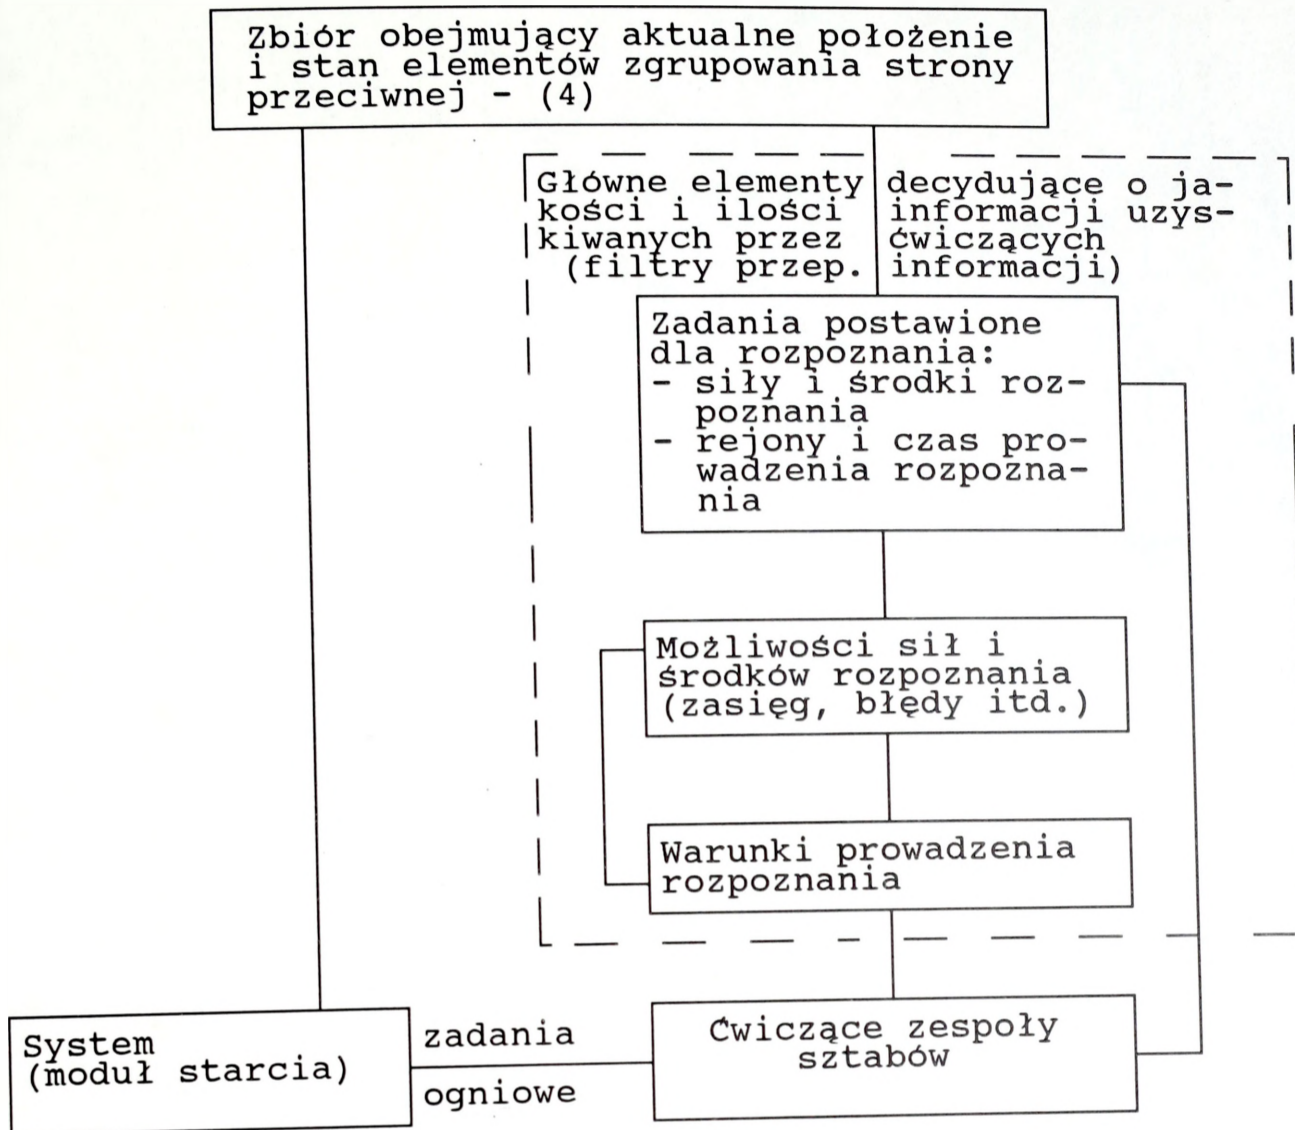 Zbiór obejmujący aktualne położenie
i stan elementów zgrupowania strony
przeciwnej - (4)
Główne elementy decydujące o ja-
kości i ilości informacji uzys-
kiwanych przez ćwiczących
(filtry przep. informacji)
Zadania postawione
dla rozpoznania:
- siły i środki roz-
poznania
- rejony i czas pro-
wadzenia rozpozna-
nia
Możliwości sił i
środków rozpoznania
(zasięg, błędy itd.)
Warunki prowadzenia
rozpoznania
System
(moduł starcia)
zadania
ogniowe
Ćwiczące zespoły
sztabów